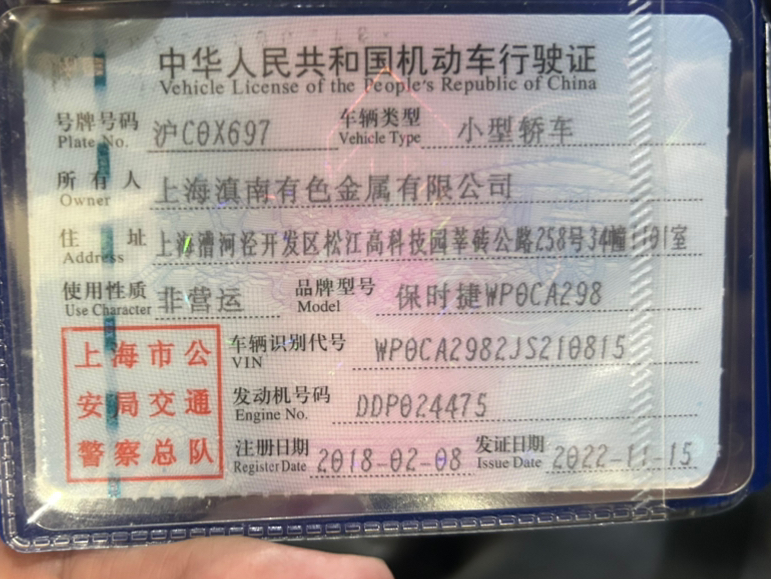 中华人民共和国机动车行驶证
Vehicle License of the People's Republic of China
号牌号码 沪C0X697 车辆类型 小型轿车
Plate No. Vehicle Type
所有人 上海滇南有色金属有限公司
Owner
住址 上海漕河泾开发区松江高科技园莘砖公路258号34幢1101室
Address
使用性质 非营运 品牌型号 保时捷WP0CA298
Use Character Model
车辆识别代号 WP0CA2982JS210815
VIN
发动机号码 DDP024475
Engine No.
注册日期 2018-02-08 发证日期 2022-11-15
Register Date Issue Date
上海市公
安局交通
警察总队